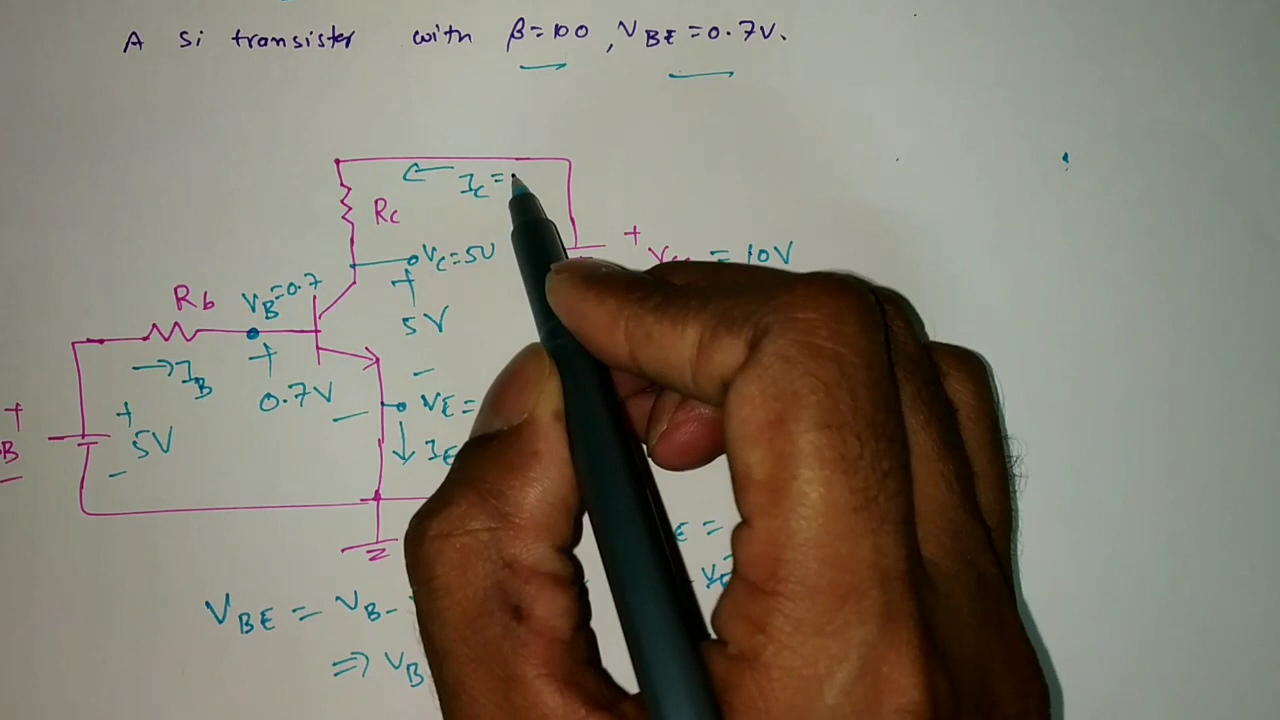 A Si transister with β=100, VBE=0.7V.
← IC=
RC
+
VC=5V
= 10V
+
5V
−
Rb
VB=0.7
+
0.7V
−
→IB
+
B
+
5V
−
VE=
↓ IE
E =
VBE = VB-
⇒ VB